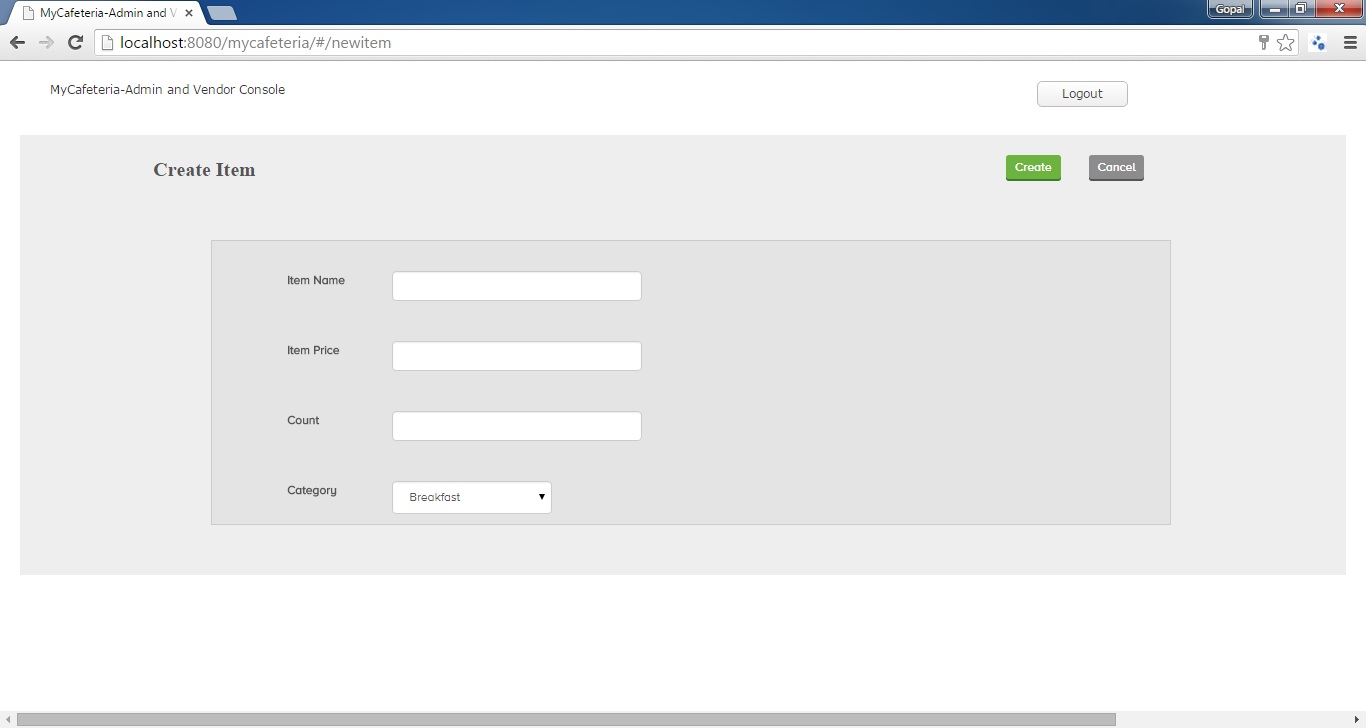 MyCafeteria-Admin and V
Gopal
localhost:8080/mycafeteria/#/newitem
MyCafeteria-Admin and Vendor Console
Logout
Create Item
Create
Cancel
Item Name
Item Price
Count
Category
Breakfast